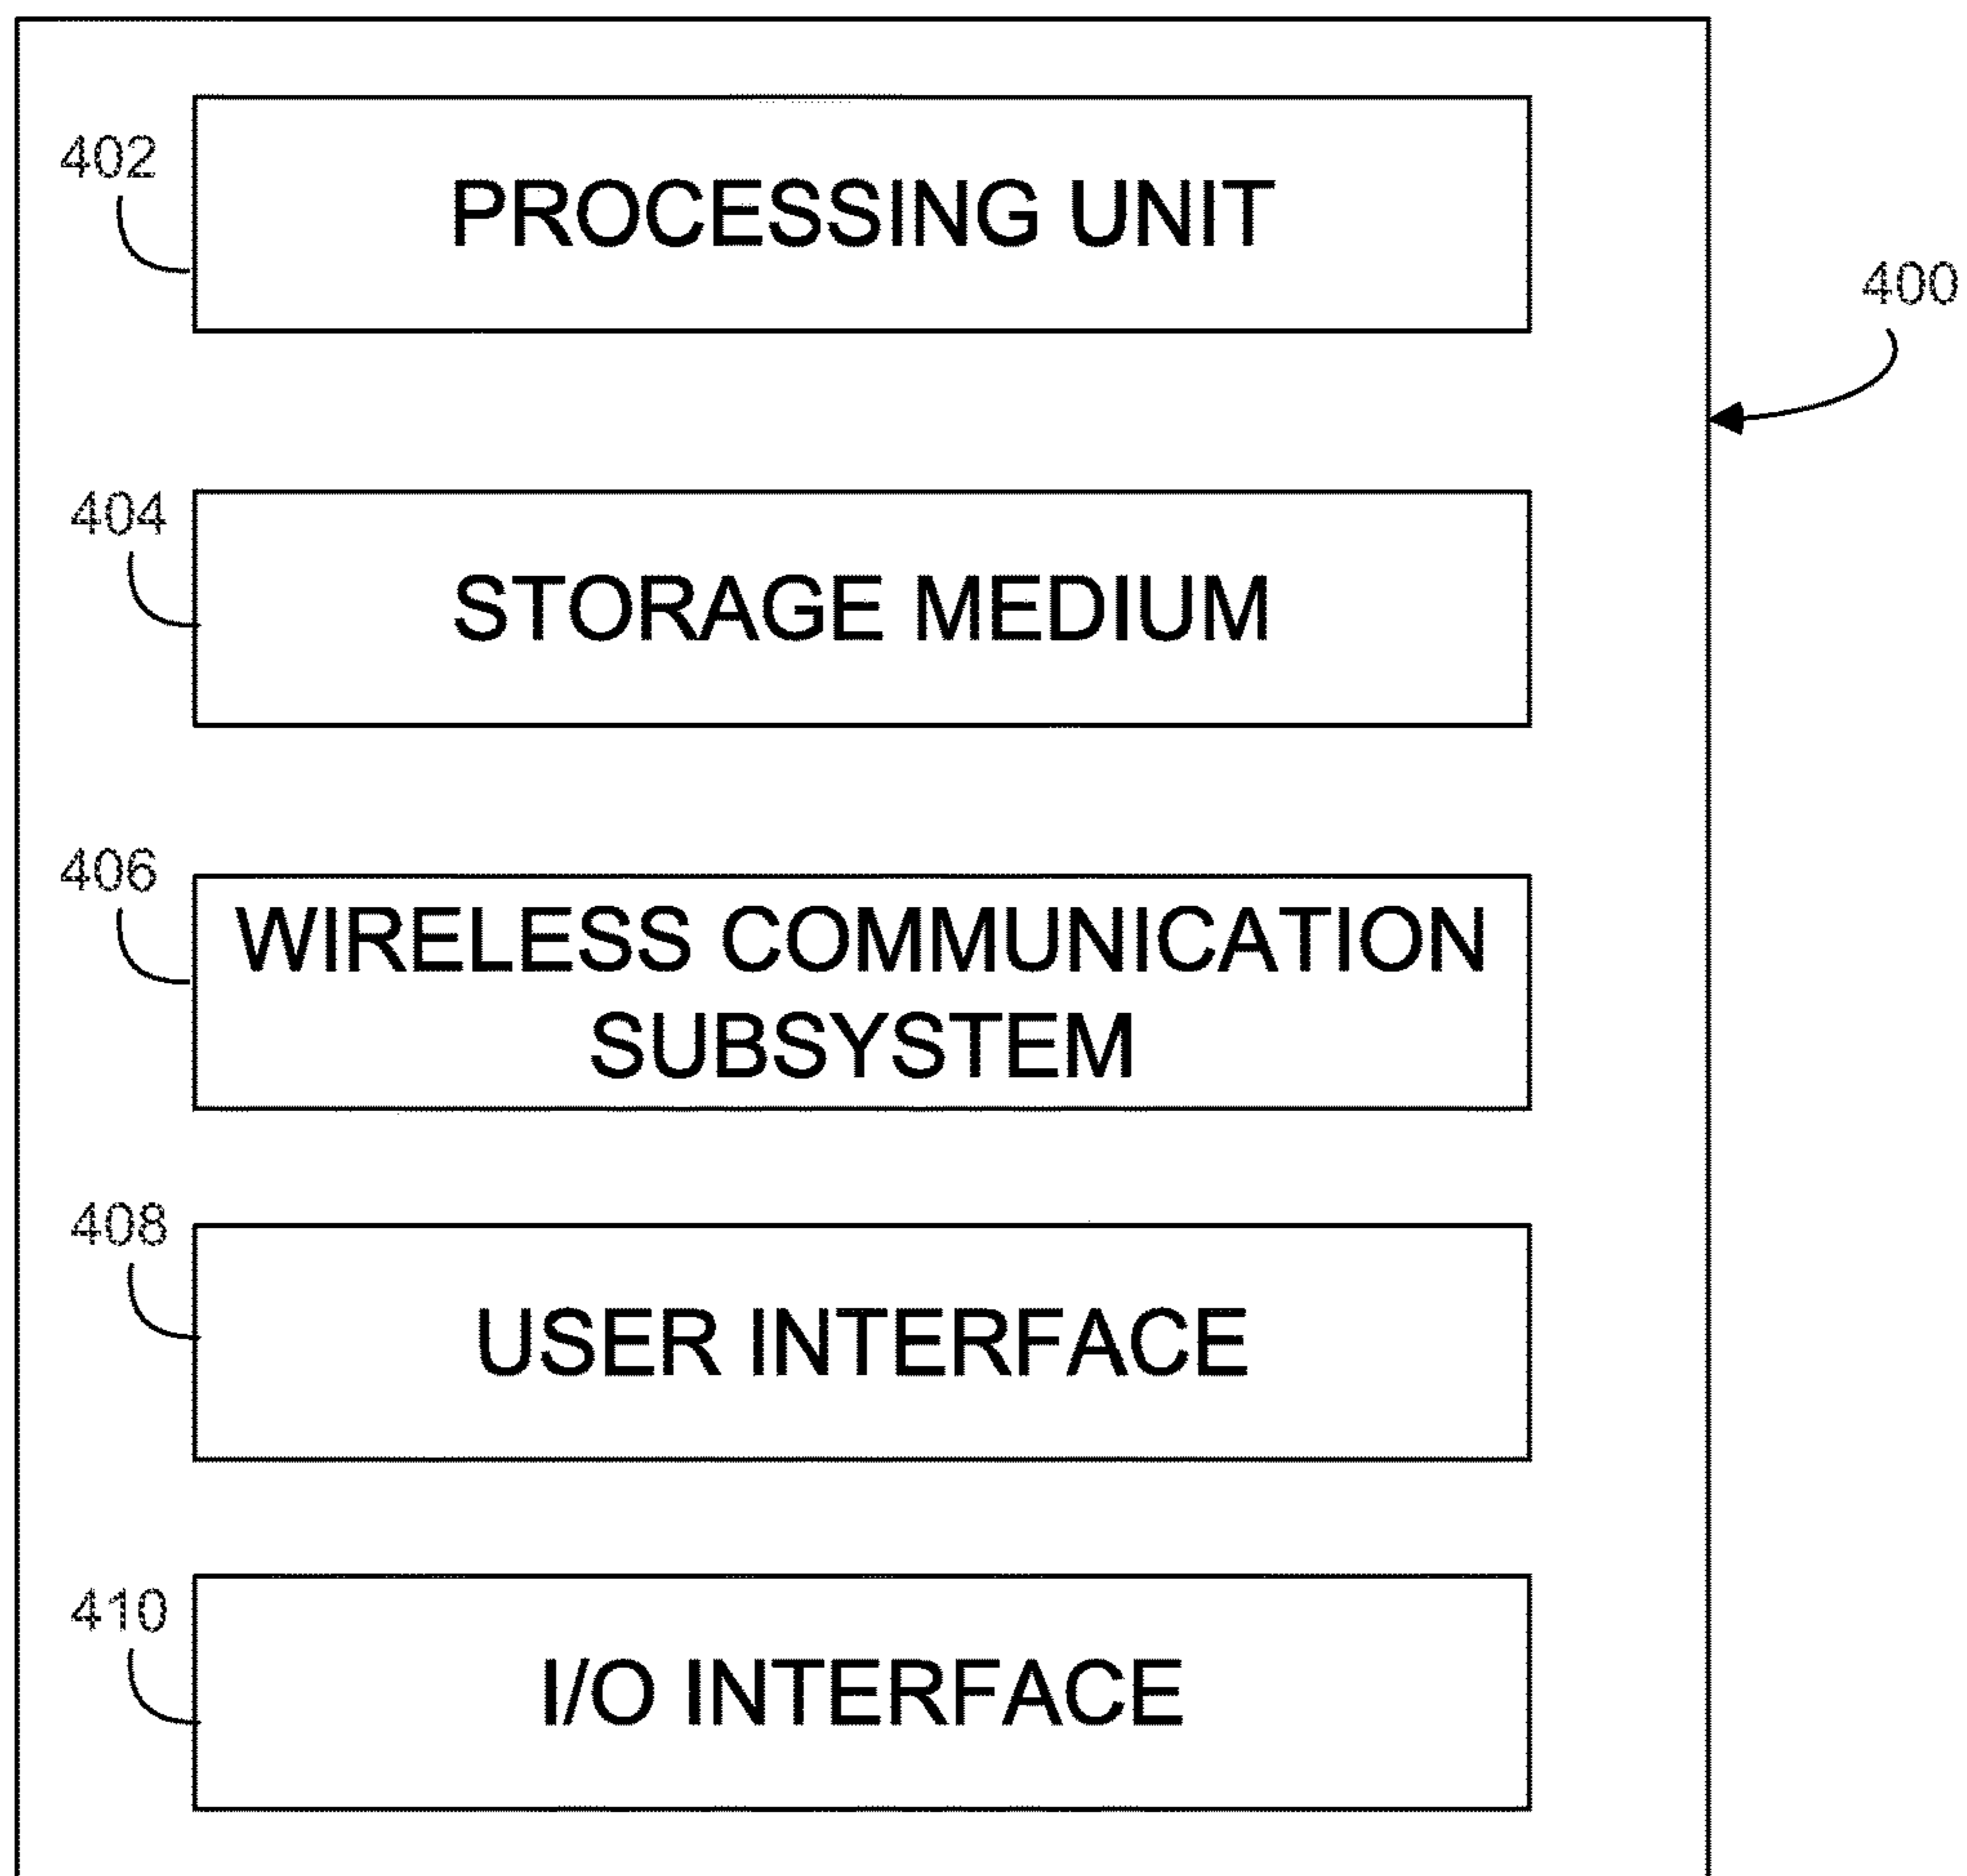 402
PROCESSING UNIT
400
404
STORAGE MEDIUM
406
WIRELESS COMMUNICATION
SUBSYSTEM
408
USER INTERFACE
410
I/O INTERFACE